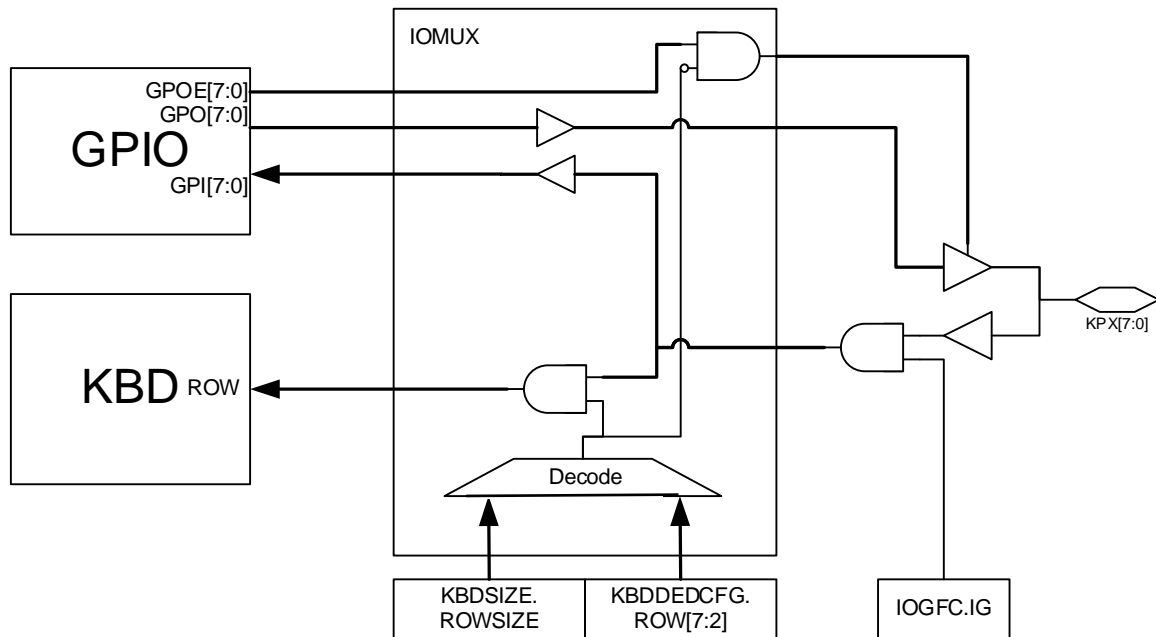 IOMUX
GPOE[7:0]
GPO[7:0]
GPIO
GPI[7:0]
KPX[7:0]
KBD
ROW
Decode
KBDSIZE.
ROWSIZE
KBDDEDCFG.
ROW[7:2]
IOGFC.IG